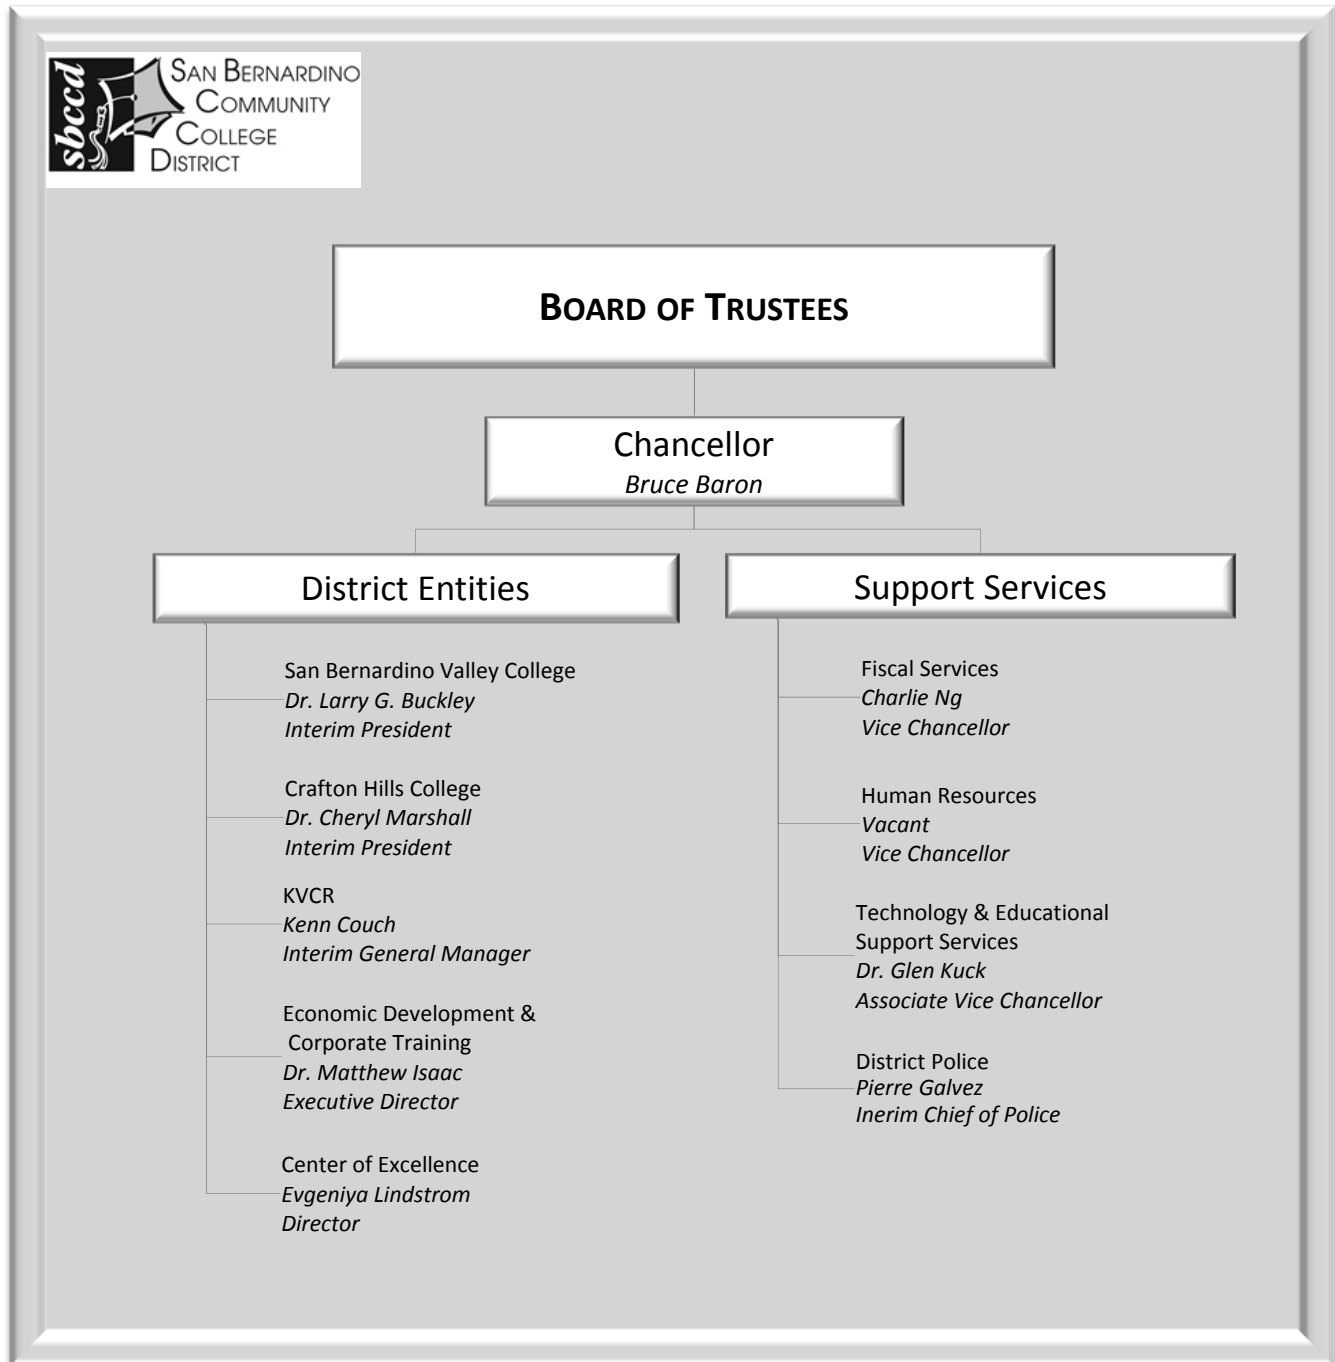 sbccd
SAN BERNARDINO
COMMUNITY
COLLEGE
DISTRICT
BOARD OF TRUSTEES
Chancellor
Bruce Baron
District Entities
San Bernardino Valley College
Dr. Larry G. Buckley
Interim President
Crafton Hills College
Dr. Cheryl Marshall
Interim President
KVCR
Kenn Couch
Interim General Manager
Economic Development &
Corporate Training
Dr. Matthew Isaac
Executive Director
Center of Excellence
Evgeniya Lindstrom
Director
Support Services
Fiscal Services
Charlie Ng
Vice Chancellor
Human Resources
Vacant
Vice Chancellor
Technology & Educational
Support Services
Dr. Glen Kuck
Associate Vice Chancellor
District Police
Pierre Galvez
Inerim Chief of Police